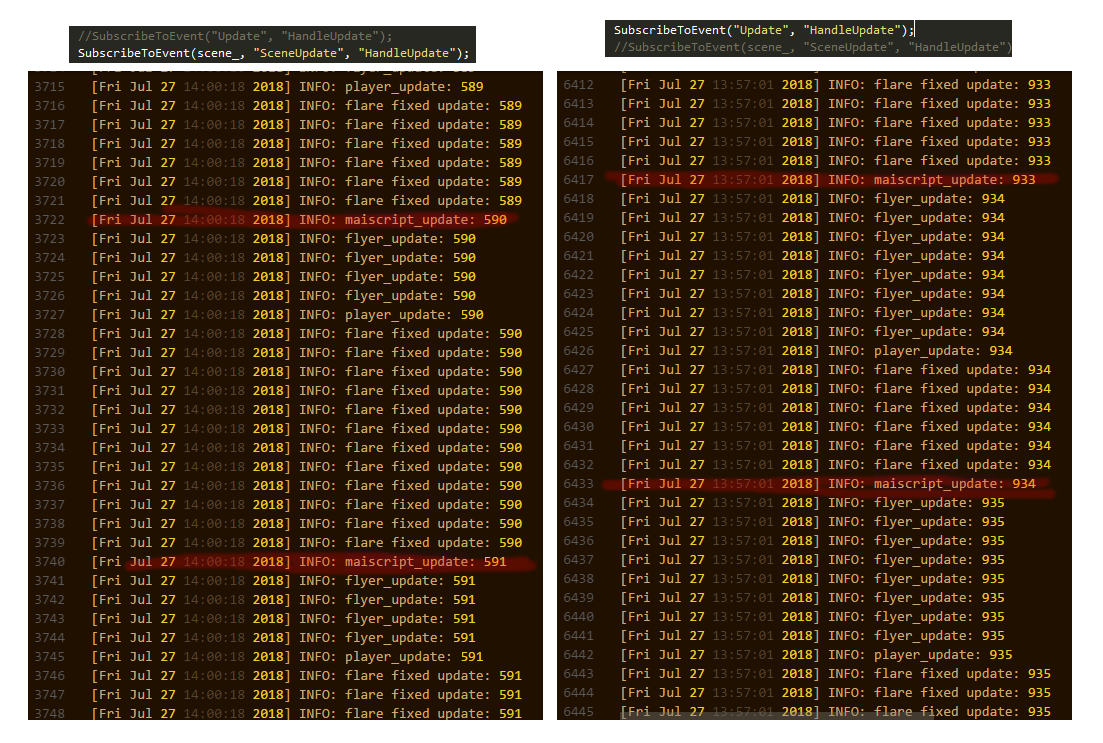 //SubscribeToEvent("Update", "HandleUpdate");
SubscribeToEvent(scene_, "SceneUpdate", "HandleUpdate");
3715 [Fri Jul 27 14:00:18 2018] INFO: player_update: 589
3716 [Fri Jul 27 14:00:18 2018] INFO: flare fixed update: 589
3717 [Fri Jul 27 14:00:18 2018] INFO: flare fixed update: 589
3718 [Fri Jul 27 14:00:18 2018] INFO: flare fixed update: 589
3719 [Fri Jul 27 14:00:18 2018] INFO: flare fixed update: 589
3720 [Fri Jul 27 14:00:18 2018] INFO: flare fixed update: 589
3721 [Fri Jul 27 14:00:18 2018] INFO: flare fixed update: 589
3722 [Fri Jul 27 14:00:18 2018] INFO: maiscript_update: 590
3723 [Fri Jul 27 14:00:18 2018] INFO: flyer_update: 590
3724 [Fri Jul 27 14:00:18 2018] INFO: flyer_update: 590
3725 [Fri Jul 27 14:00:18 2018] INFO: flyer_update: 590
3726 [Fri Jul 27 14:00:18 2018] INFO: flyer_update: 590
3727 [Fri Jul 27 14:00:18 2018] INFO: player_update: 590
3728 [Fri Jul 27 14:00:18 2018] INFO: flare fixed update: 590
3729 [Fri Jul 27 14:00:18 2018] INFO: flare fixed update: 590
3730 [Fri Jul 27 14:00:18 2018] INFO: flare fixed update: 590
3731 [Fri Jul 27 14:00:18 2018] INFO: flare fixed update: 590
3732 [Fri Jul 27 14:00:18 2018] INFO: flare fixed update: 590
3733 [Fri Jul 27 14:00:18 2018] INFO: flare fixed update: 590
3734 [Fri Jul 27 14:00:18 2018] INFO: flare fixed update: 590
3735 [Fri Jul 27 14:00:18 2018] INFO: flare fixed update: 590
3736 [Fri Jul 27 14:00:18 2018] INFO: flare fixed update: 590
3737 [Fri Jul 27 14:00:18 2018] INFO: flare fixed update: 590
3738 [Fri Jul 27 14:00:18 2018] INFO: flare fixed update: 590
3739 [Fri Jul 27 14:00:18 2018] INFO: flare fixed update: 590
3740 [Fri Jul 27 14:00:18 2018] INFO: maiscript_update: 591
3741 [Fri Jul 27 14:00:18 2018] INFO: flyer_update: 591
3742 [Fri Jul 27 14:00:18 2018] INFO: flyer_update: 591
3743 [Fri Jul 27 14:00:18 2018] INFO: flyer_update: 591
3744 [Fri Jul 27 14:00:18 2018] INFO: flyer_update: 591
3745 [Fri Jul 27 14:00:18 2018] INFO: player_update: 591
3746 [Fri Jul 27 14:00:18 2018] INFO: flare fixed update: 591
3747 [Fri Jul 27 14:00:18 2018] INFO: flare fixed update: 591
3748 [Fri Jul 27 14:00:18 2018] INFO: flare fixed update: 591
SubscribeToEvent("Update", "HandleUpdate");
//SubscribeToEvent(scene_, "SceneUpdate", "HandleUpdate")
6412 [Fri Jul 27 13:57:01 2018] INFO: flare fixed update: 933
6413 [Fri Jul 27 13:57:01 2018] INFO: flare fixed update: 933
6414 [Fri Jul 27 13:57:01 2018] INFO: flare fixed update: 933
6415 [Fri Jul 27 13:57:01 2018] INFO: flare fixed update: 933
6416 [Fri Jul 27 13:57:01 2018] INFO: flare fixed update: 933
6417 [Fri Jul 27 13:57:01 2018] INFO: maiscript_update: 933
6418 [Fri Jul 27 13:57:01 2018] INFO: flyer_update: 934
6419 [Fri Jul 27 13:57:01 2018] INFO: flyer_update: 934
6420 [Fri Jul 27 13:57:01 2018] INFO: flyer_update: 934
6421 [Fri Jul 27 13:57:01 2018] INFO: flyer_update: 934
6422 [Fri Jul 27 13:57:01 2018] INFO: flyer_update: 934
6423 [Fri Jul 27 13:57:01 2018] INFO: flyer_update: 934
6424 [Fri Jul 27 13:57:01 2018] INFO: flyer_update: 934
6425 [Fri Jul 27 13:57:01 2018] INFO: flyer_update: 934
6426 [Fri Jul 27 13:57:01 2018] INFO: player_update: 934
6427 [Fri Jul 27 13:57:01 2018] INFO: flare fixed update: 934
6428 [Fri Jul 27 13:57:01 2018] INFO: flare fixed update: 934
6429 [Fri Jul 27 13:57:01 2018] INFO: flare fixed update: 934
6430 [Fri Jul 27 13:57:01 2018] INFO: flare fixed update: 934
6431 [Fri Jul 27 13:57:01 2018] INFO: flare fixed update: 934
6432 [Fri Jul 27 13:57:01 2018] INFO: flare fixed update: 934
6433 [Fri Jul 27 13:57:01 2018] INFO: maiscript_update: 934
6434 [Fri Jul 27 13:57:01 2018] INFO: flyer_update: 935
6435 [Fri Jul 27 13:57:01 2018] INFO: flyer_update: 935
6436 [Fri Jul 27 13:57:01 2018] INFO: flyer_update: 935
6437 [Fri Jul 27 13:57:01 2018] INFO: flyer_update: 935
6438 [Fri Jul 27 13:57:01 2018] INFO: flyer_update: 935
6439 [Fri Jul 27 13:57:01 2018] INFO: flyer_update: 935
6440 [Fri Jul 27 13:57:01 2018] INFO: flyer_update: 935
6441 [Fri Jul 27 13:57:01 2018] INFO: flyer_update: 935
6442 [Fri Jul 27 13:57:01 2018] INFO: player_update: 935
6443 [Fri Jul 27 13:57:01 2018] INFO: flare fixed update: 935
6444 [Fri Jul 27 13:57:01 2018] INFO: flare fixed update: 935
6445 [Fri Jul 27 13:57:01 2018] INFO: flare fixed update: 935